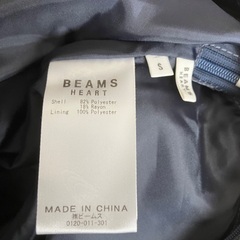 BEAMS
HEART
Shell 82% Polyester
18% Rayon
Lining 100% Polyester
MADE IN CHINA
㈱ビームス
0120-011-301
S
BEAMS